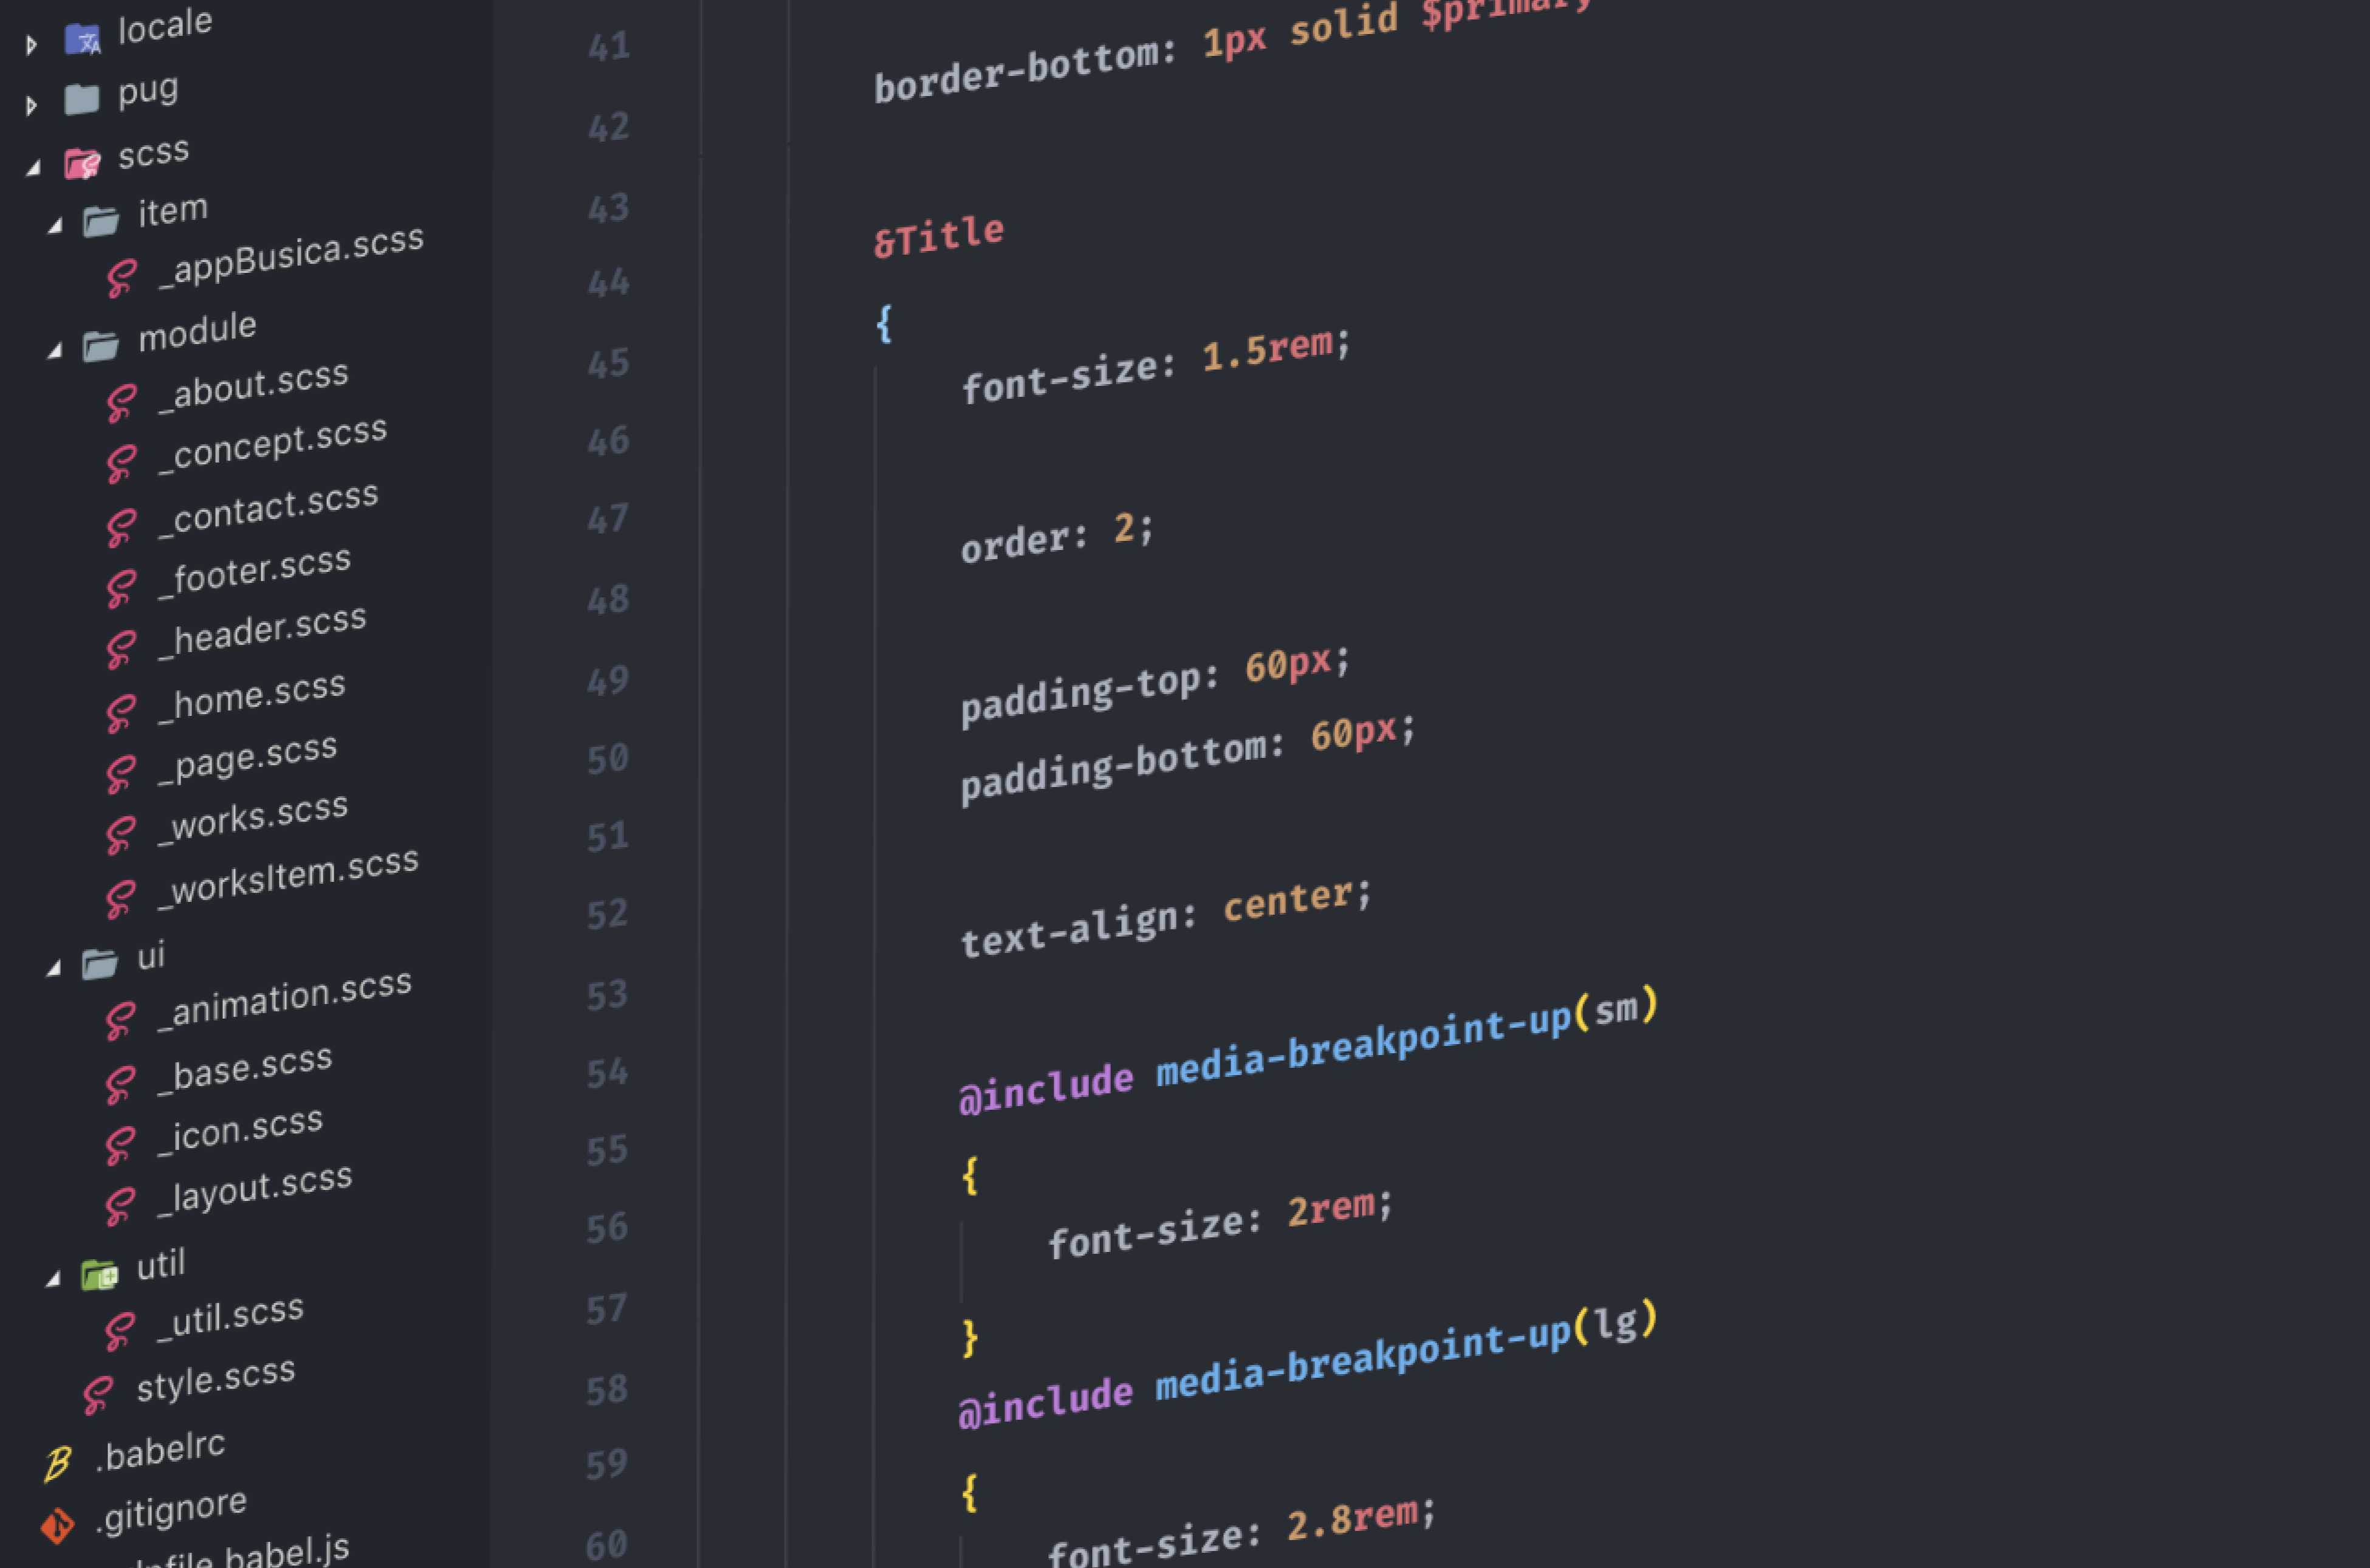 locale
pug
scss
item
_appBusica.scss
module
_about.scss
_concept.scss
_contact.scss
_footer.scss
_header.scss
_home.scss
_page.scss
_works.scss
_worksItem.scss
ui
_animation.scss
_base.scss
_icon.scss
_layout.scss
util
_util.scss
style.scss
.babelrc
.gitignore
41
42
43
44
45
46
47
48
49
50
51
52
53
54
55
56
57
58
59
60
border-bottom: 1px solid $primary
&Title
{
font-size: 1.5rem;
order: 2;
padding-top: 60px;
padding-bottom: 60px;
text-align: center;
@include media-breakpoint-up(sm)
{
font-size: 2rem;
}
@include media-breakpoint-up(lg)
{
font-size: 2.8rem;